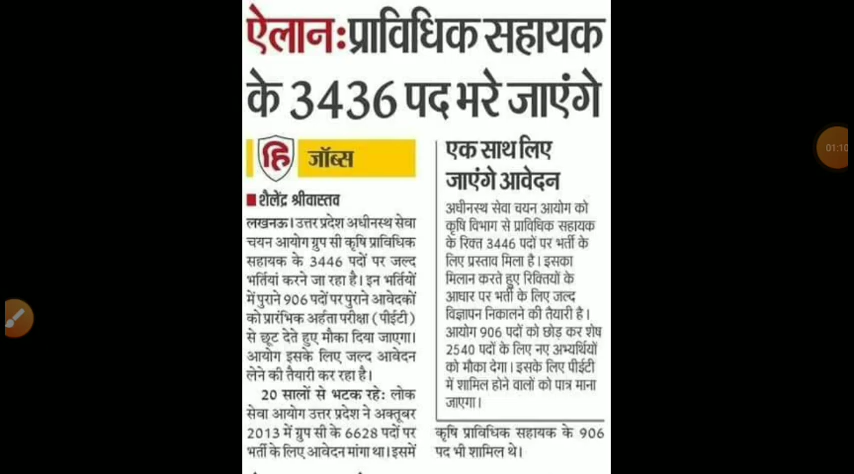 ऐलान:प्राविधिक सहायक
के 3436 पद भरे जाएंगे
हि जॉब्स
■ शैलेंद्र श्रीवास्तव
लखनऊ। उत्तर प्रदेश अधीनस्थ सेवा
चयन आयोग ग्रुप सी कृषि प्राविधिक
सहायक के 3446 पदों पर जल्द
भर्तियां करने जा रहा है। इन भर्तियों
में पुराने 906 पदों पर पुराने आवेदकों
को प्रारंभिक अर्हता परीक्षा (पीईटी)
से छूट देते हुए मौका दिया जाएगा।
आयोग इसके लिए जल्द आवेदन
लेने की तैयारी कर रहा है।
20 सालों से भटक रहे: लोक
सेवा आयोग उत्तर प्रदेश ने अक्तूबर
2013 में ग्रुप सी के 6628 पदों पर
भर्ती के लिए आवेदन मांगा था। इसमें
एक साथ लिए
जाएंगे आवेदन
अधीनस्थ सेवा चयन आयोग को
कृषि विभाग से प्राविधिक सहायक
के रिक्त 3446 पदों पर भर्ती के
लिए प्रस्ताव मिला है। इसका
मिलान करते हुए रिक्तियों के
आधार पर भर्ती के लिए जल्द
विज्ञापन निकालने की तैयारी है।
आयोग 906 पदों को छोड़ कर शेष
2540 पदों के लिए नए अभ्यर्थियों
को मौका देगा। इसके लिए पीईटी
में शामिल होने वालों को पात्र माना
जाएगा।
कृषि प्राविधिक सहायक के 906
पद भी शामिल थे।
01:10